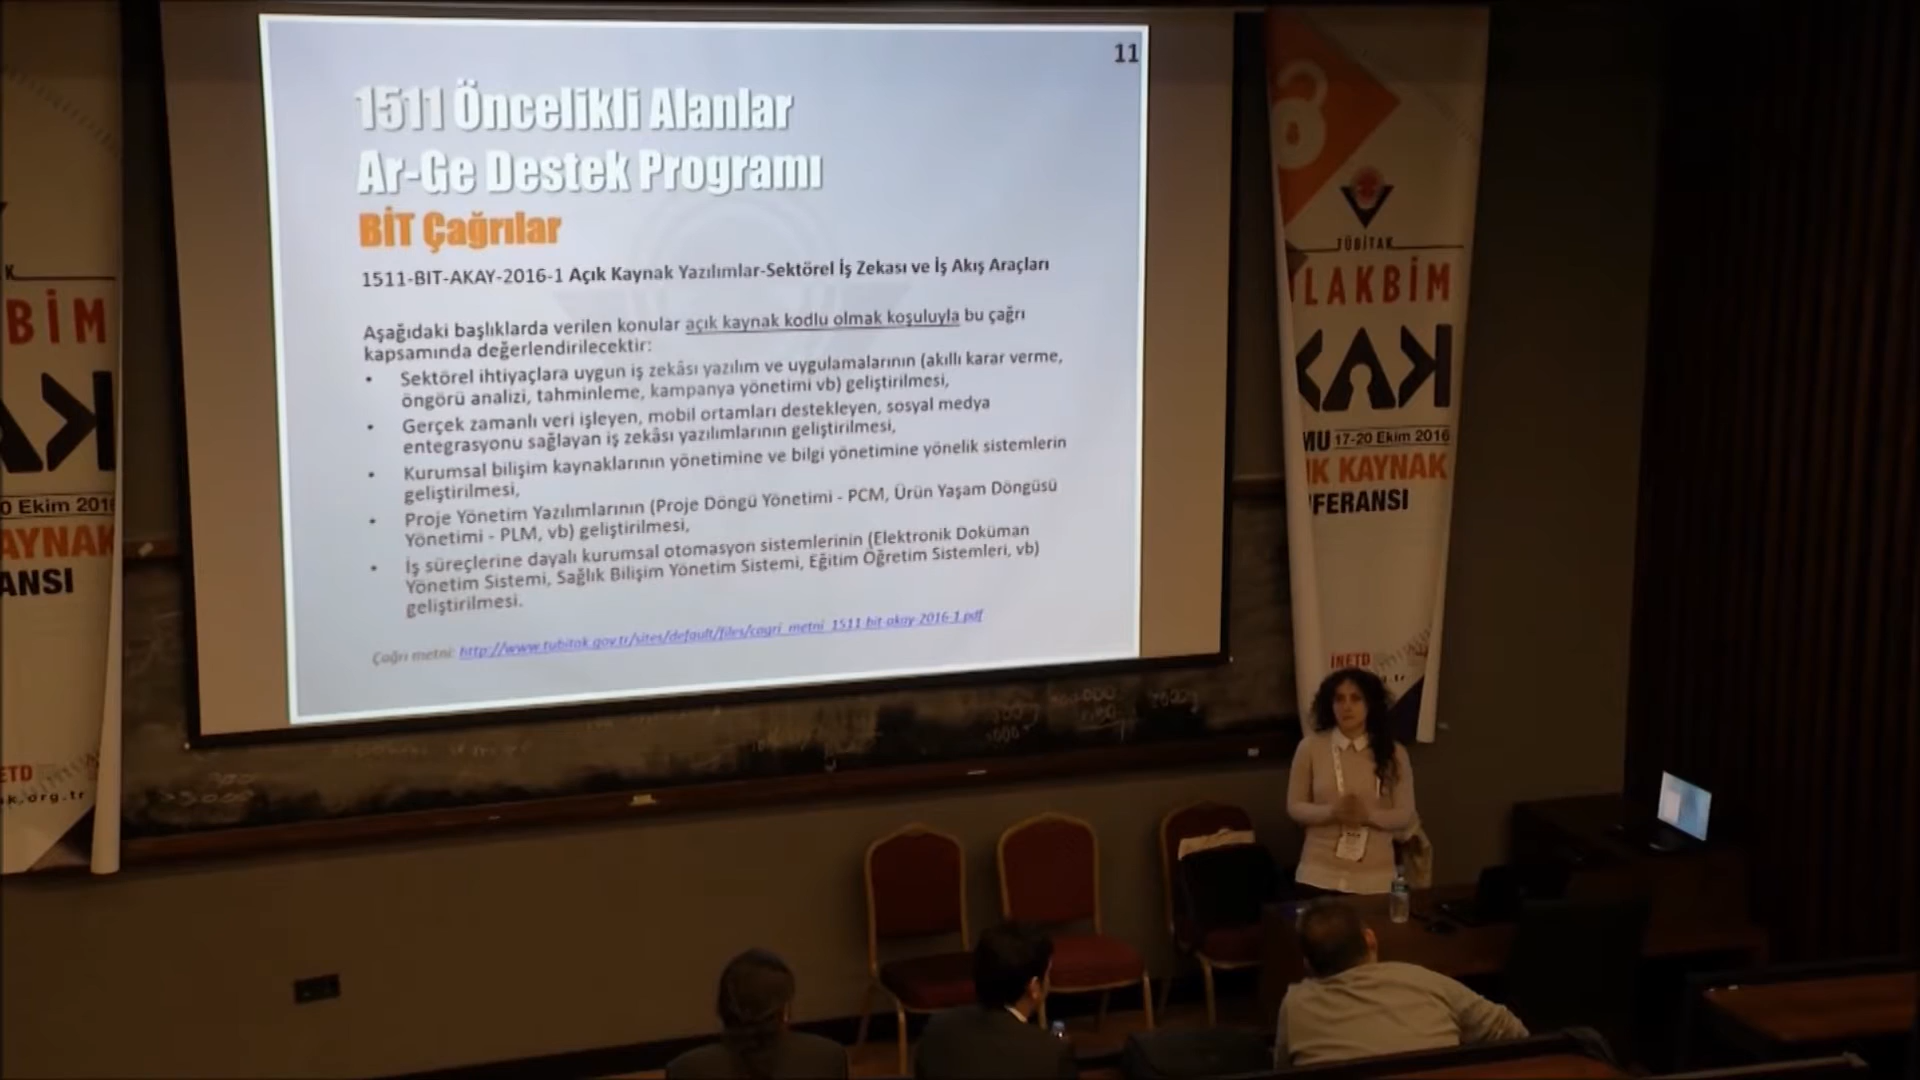 11
1511 Öncelikli Alanlar
Ar-Ge Destek Programı
BİT Çağrılar
1511-BIT-AKAY-2016-1 Açık Kaynak Yazılımlar-Sektörel İş Zekası ve İş Akış Araçları
Aşağıdaki başlıklarda verilen konular açık kaynak kodlu olmak koşuluyla bu çağrı
kapsamında değerlendirilecektir:
• Sektörel ihtiyaçlara uygun iş zekâsı yazılım ve uygulamalarının (akıllı karar verme,
öngörü analizi, tahminleme, kampanya yönetimi vb) geliştirilmesi,
• Gerçek zamanlı veri işleyen, mobil ortamları destekleyen, sosyal medya
entegrasyonu sağlayan iş zekâsı yazılımlarının geliştirilmesi,
• Kurumsal bilişim kaynaklarının yönetimine ve bilgi yönetimine yönelik sistemlerin
geliştirilmesi,
• Proje Yönetim Yazılımlarının (Proje Döngü Yönetimi - PCM, Ürün Yaşam Döngüsü
Yönetimi - PLM, vb) geliştirilmesi,
• İş süreçlerine dayalı kurumsal otomasyon sistemlerinin (Elektronik Doküman
Yönetim Sistemi, Sağlık Bilişim Yönetim Sistemi, Eğitim Öğretim Sistemleri, vb)
geliştirilmesi.
Çağrı metni: http://www.tubitak.gov.tr/sites/default/files/cagri_metni_1511-bit-akay-2016-1.pdf
K
BİM
0 Ekim 2016
AYNAK
ANSI
ETD
k.org.tr
TÜBİTAK
LAKBİM
KAK
MU 17-20 Ekim 2016
IK KAYNAK
NFERANSI
İNETD